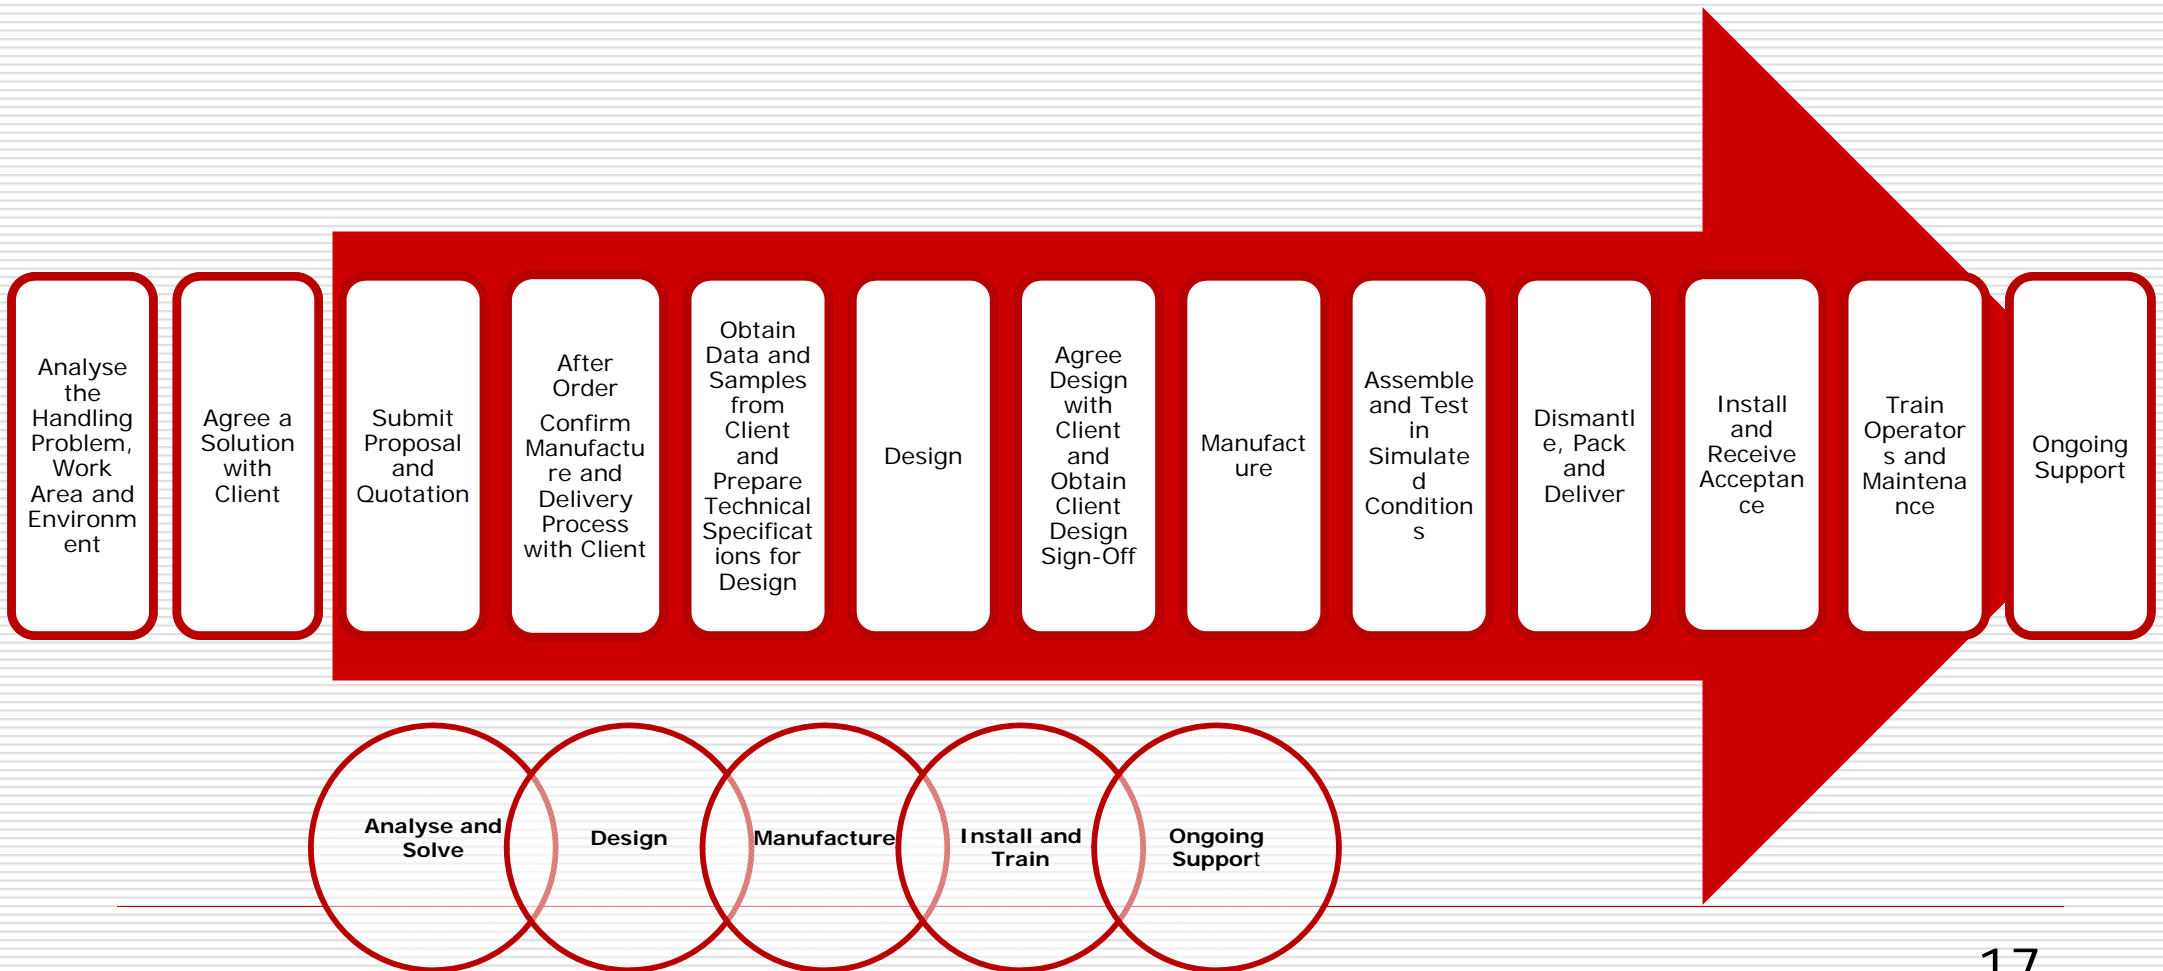 Analyse
the
Handling
Problem,
Work
Area and
Environm
ent
Agree a
Solution
with
Client
Submit
Proposal
and
Quotation
After
Order
Confirm
Manufactu
re and
Delivery
Process
with Client
Obtain
Data and
Samples
from
Client
and
Prepare
Technical
Specificat
ions for
Design
Design
Agree
Design
with
Client
and
Obtain
Client
Design
Sign-Off
Manufact
ure
Assemble
and Test
in
Simulate
d
Condition
s
Dismantl
e, Pack
and
Deliver
Install
and
Receive
Acceptan
ce
Train
Operator
s and
Maintena
nce
Ongoing
Support
Analyse and
Solve
Design
Manufacture
Install and
Train
Ongoing
Support
17